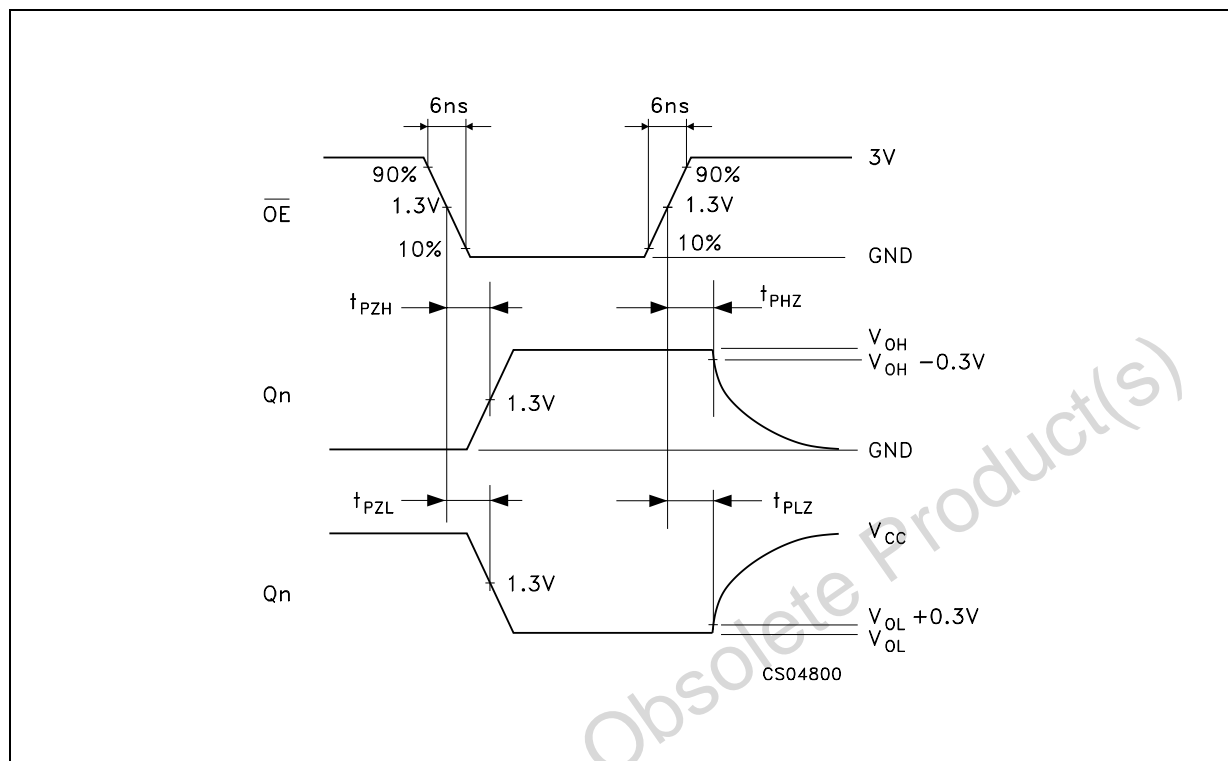 6ns 6ns
3V
90% 90%
OE 1.3V 1.3V
10% 10%
GND
tPZH tPHZ
VOH
VOH −0.3V
Qn 1.3V
GND
tPZL tPLZ
VCC
Qn 1.3V
VOL +0.3V
VOL
CS04800
Obsolete Product(s)